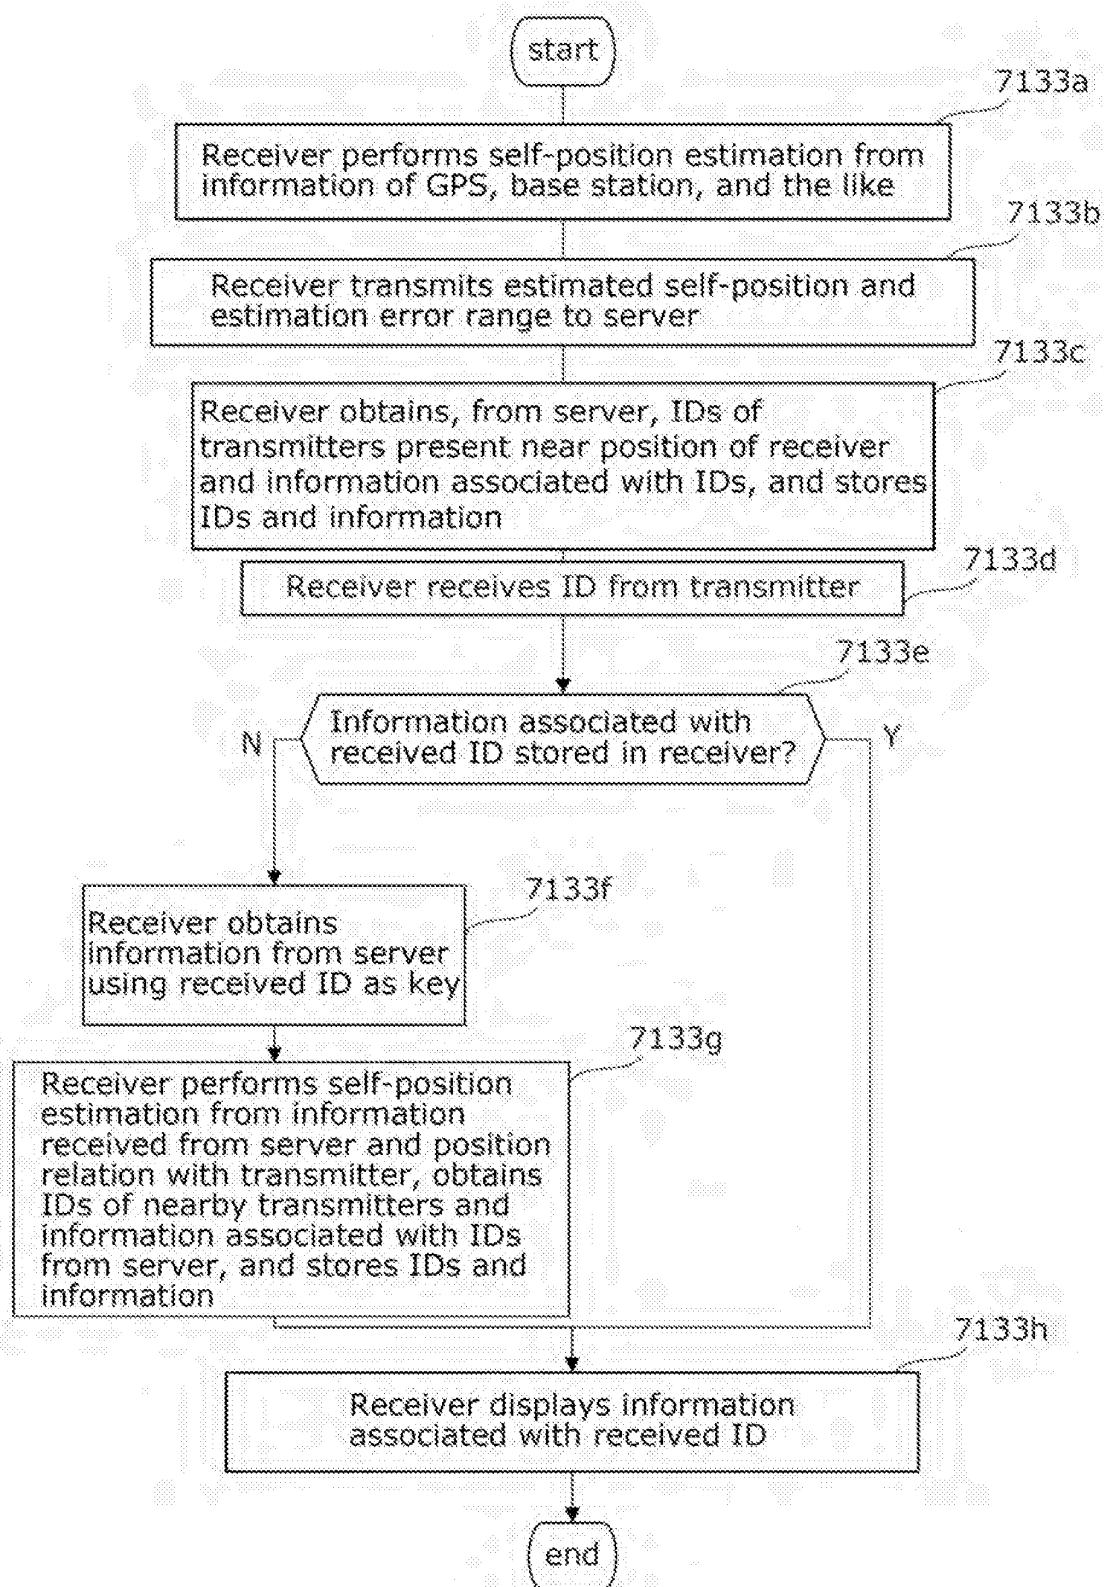 start
7133a
Receiver performs self-position estimation from
information of GPS, base station, and the like
7133b
Receiver transmits estimated self-position and
estimation error range to server
7133c
Receiver obtains, from server, IDs of
transmitters present near position of receiver
and information associated with IDs, and stores
IDs and information
7133d
Receiver receives ID from transmitter
7133e
Information associated with
received ID stored in receiver?
N
Y
7133f
Receiver obtains
information from server
using received ID as key
7133g
Receiver performs self-position
estimation from information
received from server and position
relation with transmitter, obtains
IDs of nearby transmitters and
information associated with IDs
from server, and stores IDs and
information
7133h
Receiver displays information
associated with received ID
end